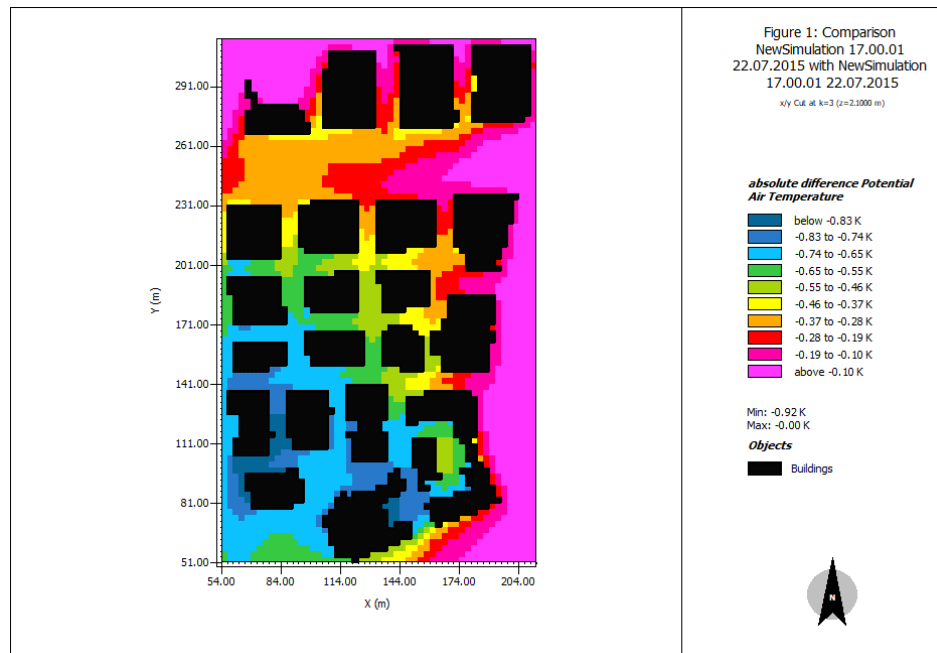 Figure 1: Comparison
NewSimulation 17.00.01
22.07.2015 with NewSimulation
17.00.01 22.07.2015
x/y Cut at k=3 (z=2.1000 m)
absolute difference Potential
Air Temperature
below -0.83 K
-0.83 to -0.74 K
-0.74 to -0.65 K
-0.65 to -0.55 K
-0.55 to -0.46 K
-0.46 to -0.37 K
-0.37 to -0.28 K
-0.28 to -0.19 K
-0.19 to -0.10 K
above -0.10 K
Min: -0.92 K
Max: -0.00 K
Objects
Buildings
N
291.00
261.00
231.00
201.00
171.00
141.00
111.00
81.00
51.00
Y (m)
54.00 84.00 114.00 144.00 174.00 204.00
X (m)